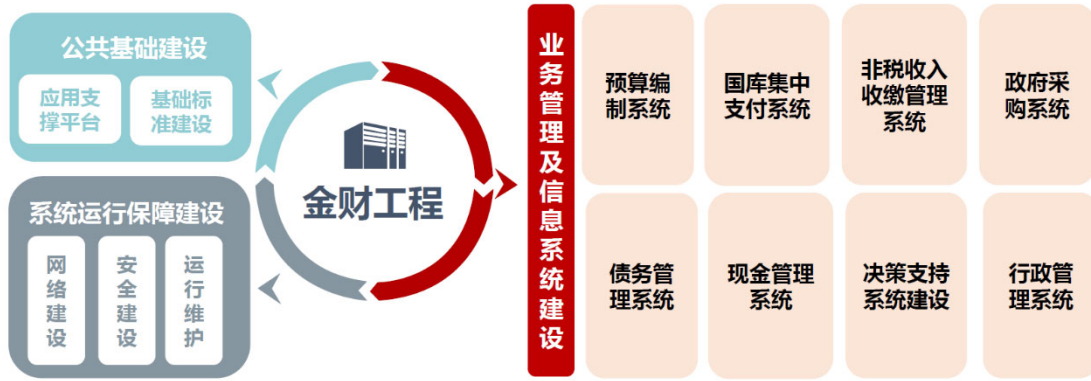 公共基础建设
应用支
撑平台
基础标
准建设
系统运行保障建设
网络建设
安全建设
运行维护
金财工程
业务管理及信息系统建设
预算编
制系统
国库集中
支付系统
非税收入
收缴管理
系统
政府采
购系统
债务管
理系统
现金管理
系统
决策支持
系统建设
行政管
理系统